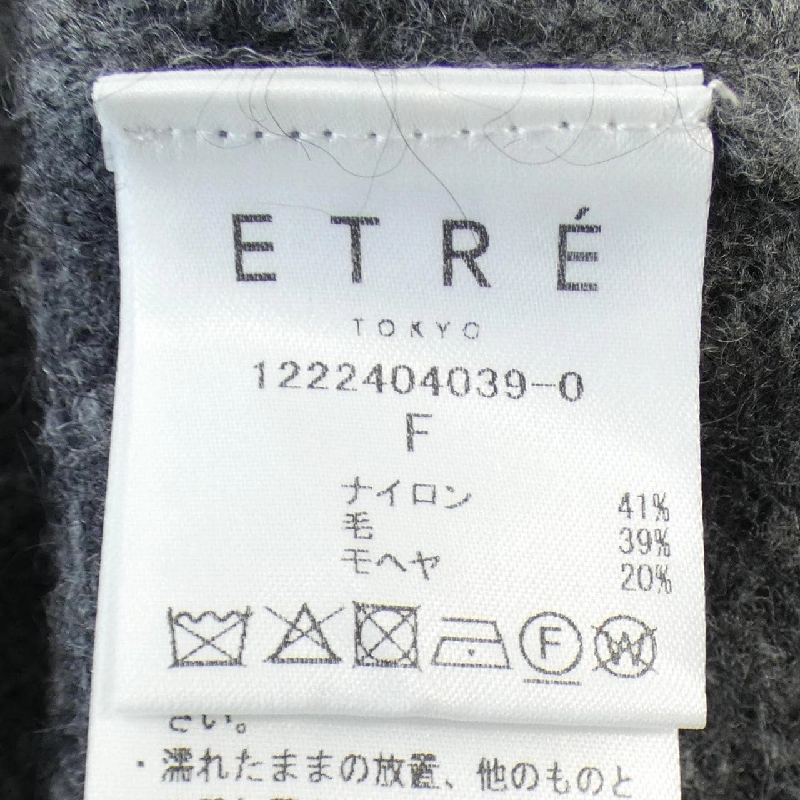 ETRÉ
TOKYO
1222404039-0
F
ナイロン 41%
毛 39%
モヘヤ 20%
F W
さい。
・濡れたままの放置、他のものと